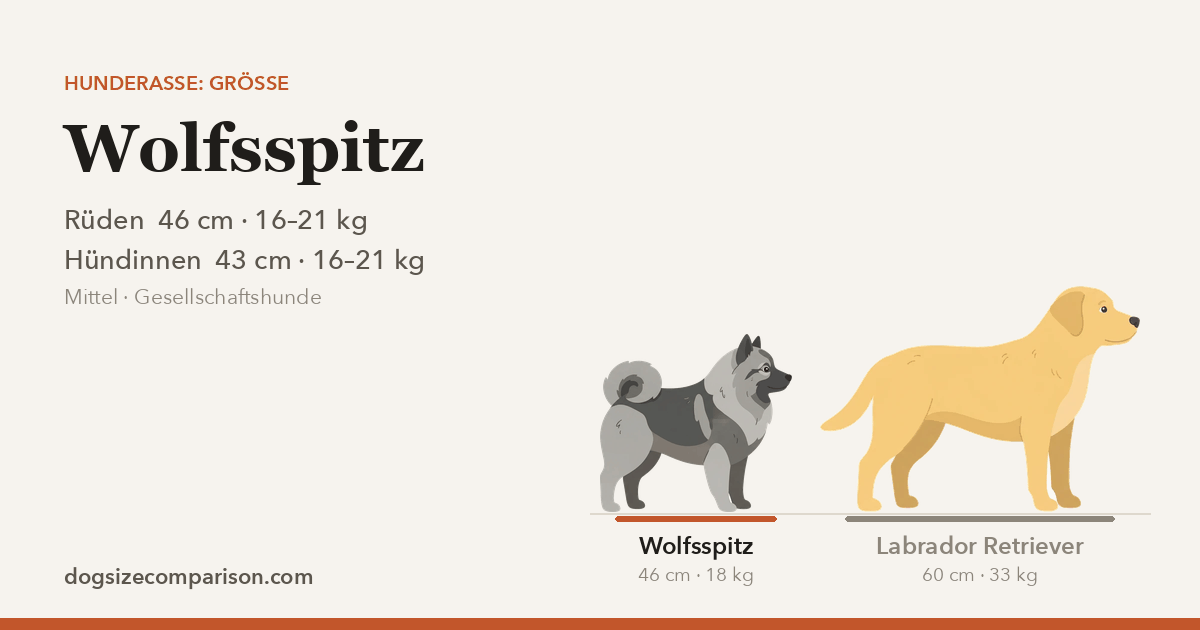 HUNDERASSE: GRÖSSE
Wolfsspitz
Rüden 46 cm · 16–21 kg
Hündinnen 43 cm · 16–21 kg
Mittel · Gesellschaftshunde
Wolfsspitz
46 cm · 18 kg
Labrador Retriever
60 cm · 33 kg
dogsizecomparison.com